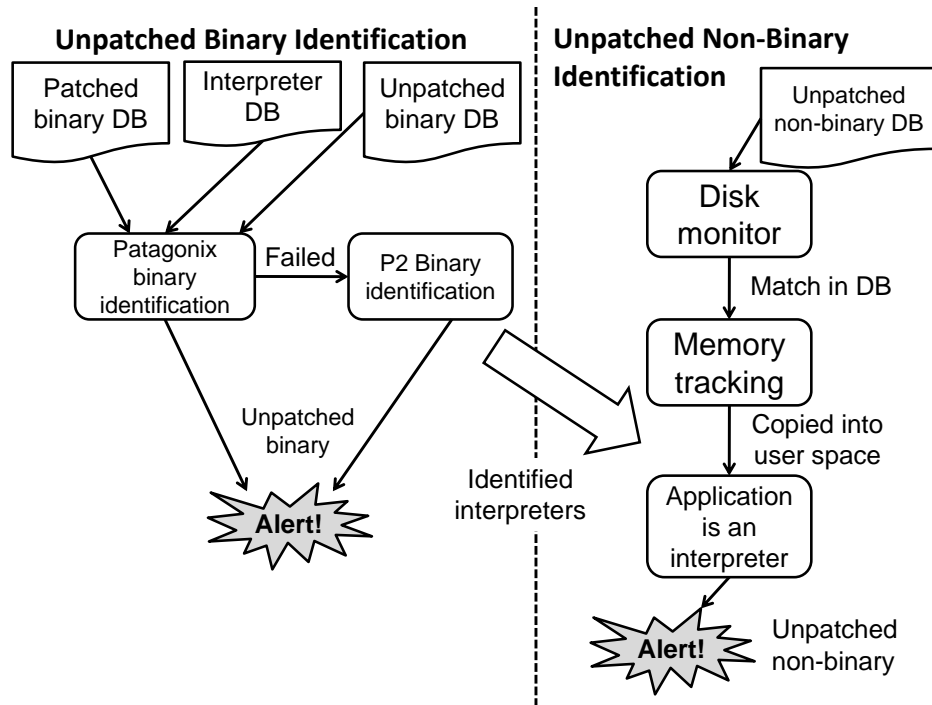 Unpatched Binary Identification
Patched
binary DB
Interpreter
DB
Unpatched
binary DB
Patagonix
binary
identification
Failed
P2 Binary
identification
Unpatched
binary
Alert!
Identified
interpreters
Unpatched Non-Binary
Identification
Unpatched
non-binary DB
Disk
monitor
Match in DB
Memory
tracking
Copied into
user space
Application
is an
interpreter
Alert!
Unpatched
non-binary